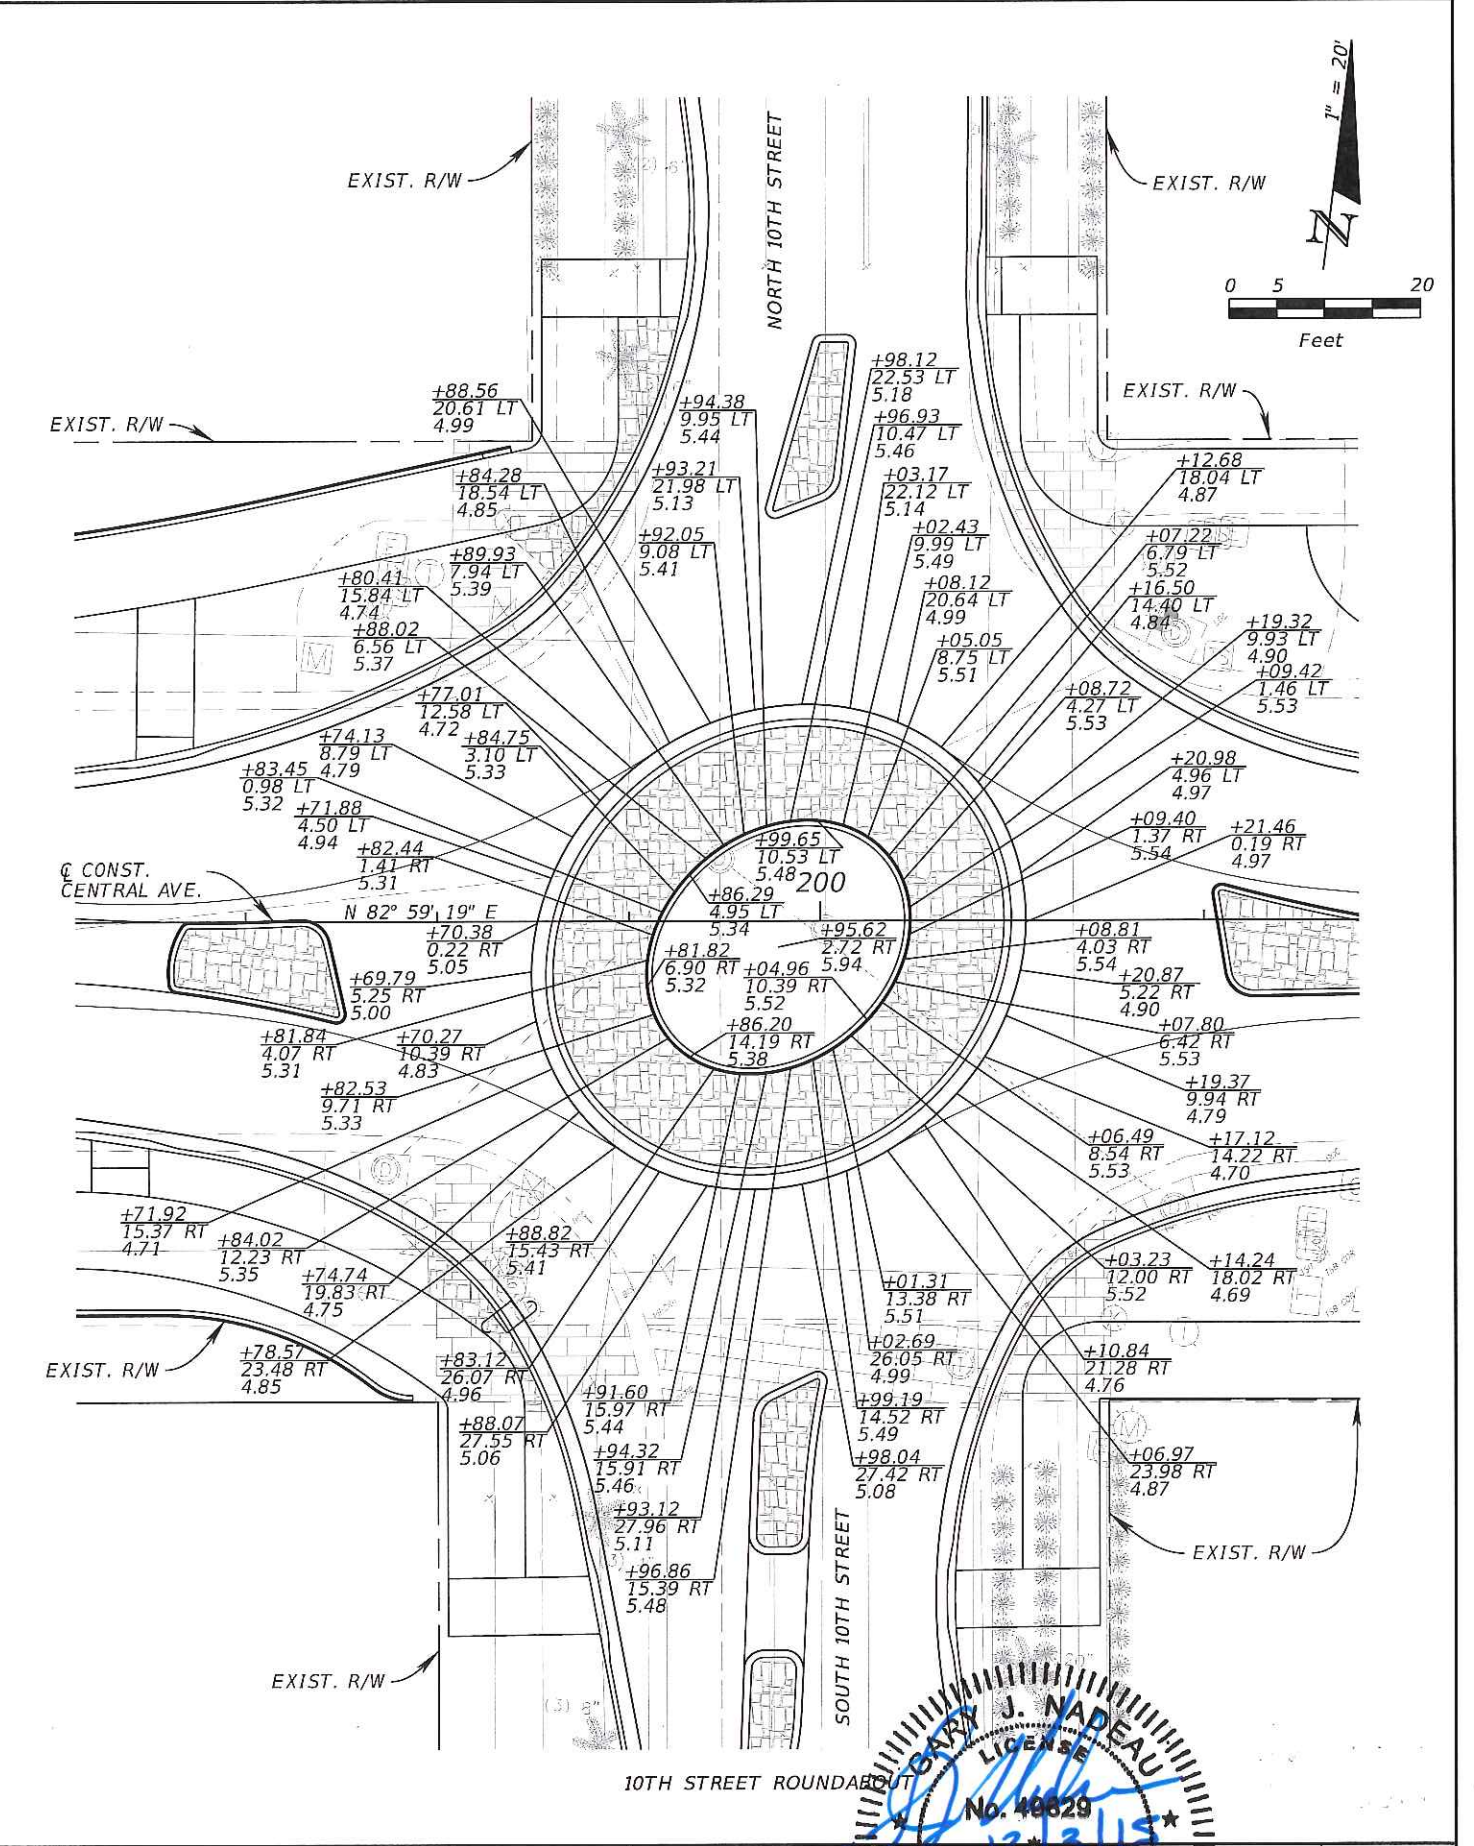 1" = 20'
N
0 5 20
Feet
NORTH 10TH STREET
EXIST. R/W
EXIST. R/W
EXIST. R/W
EXIST. R/W
+88.56
20.61 LT
4.99
+94.38
9.95 LT
5.44
+98.12
22.53 LT
5.18
+96.93
10.47 LT
5.46
+84.28
18.54 LT
4.85
+93.21
21.98 LT
5.13
+03.17
22.12 LT
5.14
+12.68
18.04 LT
4.87
+89.93
7.94 LT
5.39
+92.05
9.08 LT
5.41
+02.43
9.99 LT
5.49
+07.22
6.79 LT
5.52
+80.41
15.84 LT
4.74
+08.12
20.64 LT
4.99
+16.50
14.40 LT
4.84
+88.02
6.56 LT
5.37
+05.05
8.75 LT
5.51
+19.32
9.93 LT
4.90
+77.01
12.58 LT
4.72
+08.72
4.27 LT
5.53
+09.42
1.46 LT
5.53
+74.13
8.79 LT
4.79
+84.75
3.10 LT
5.33
+83.45
0.98 LT
5.32
+20.98
4.96 LT
4.97
+71.88
4.50 LT
4.94
+82.44
1.41 RT
5.31
+99.65
10.53 LT
5.48
200
+09.40
1.37 RT
5.54
+21.46
0.19 RT
4.97
℄ CONST.
CENTRAL AVE.
N 82° 59' 19" E
+86.29
4.95 LT
5.34
+70.38
0.22 RT
5.05
+95.62
2.72 RT
5.94
+08.81
4.03 RT
5.54
+81.82
6.90 RT
5.32
+04.96
10.39 RT
5.52
+69.79
5.25 RT
5.00
+20.87
5.22 RT
4.90
+81.84
4.07 RT
5.31
+70.27
10.39 RT
4.83
+86.20
14.19 RT
5.38
+07.80
6.42 RT
5.53
+82.53
9.71 RT
5.33
+19.37
9.94 RT
4.79
+06.49
8.54 RT
5.53
+17.12
14.22 RT
4.70
+71.92
15.37 RT
4.71
+84.02
12.23 RT
5.35
+88.82
15.43 RT
5.41
+74.74
19.83 RT
4.75
+01.31
13.38 RT
5.51
+03.23
12.00 RT
5.52
+14.24
18.02 RT
4.69
EXIST. R/W
+78.57
23.48 RT
4.85
+83.12
26.07 RT
4.96
+02.69
26.05 RT
4.99
+10.84
21.28 RT
4.76
+91.60
15.97 RT
5.44
+99.19
14.52 RT
5.49
+88.07
27.55 RT
5.06
+94.32
15.91 RT
5.46
+98.04
27.42 RT
5.08
+06.97
23.98 RT
4.87
+93.12
27.96 RT
5.11
+96.86
15.39 RT
5.48
EXIST. R/W
SOUTH 10TH STREET
EXIST. R/W
(3) 8"
10TH STREET ROUNDABOUT
GARY J. NADEAU
LICENSE
No. 49829
12/3/15